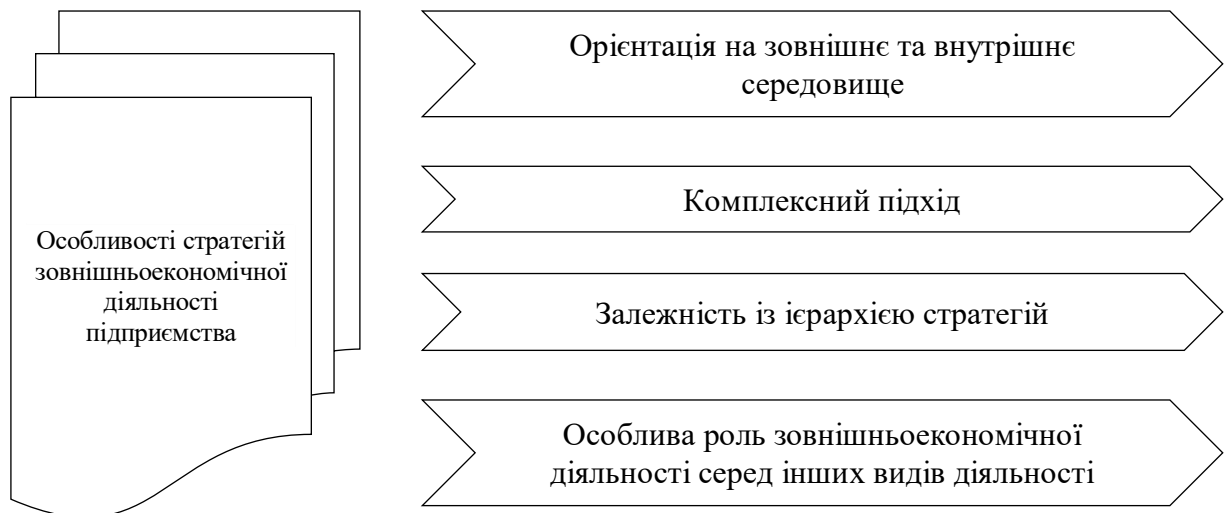 Особливості стратегій
зовнішньоекономічної
діяльності
підприємства
Орієнтація на зовнішнє та внутрішнє
середовище
Комплексний підхід
Залежність із ієрархією стратегій
Особлива роль зовнішньоекономічної
діяльності серед інших видів діяльності